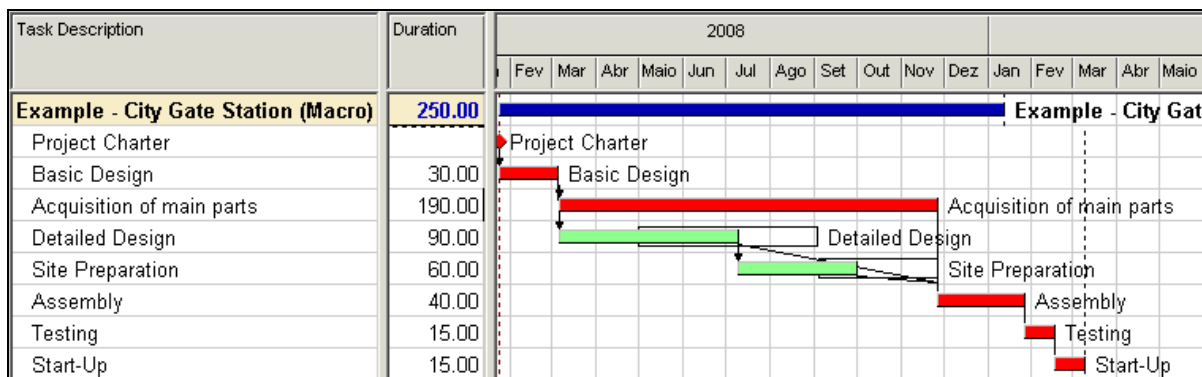 Task Description Duration 2008
Fev Mar Abr Maio Jun Jul Ago Set Out Nov Dez Jan Fev Mar Abr Maio
Example - City Gate Station (Macro) 250.00 Example - City Gat
Project Charter Project Charter
Basic Design 30.00 Basic Design
Acquisition of main parts 190.00 Acquisition of main parts
Detailed Design 90.00 Detailed Design
Site Preparation 60.00 Site Preparation
Assembly 40.00 Assembly
Testing 15.00 Testing
Start-Up 15.00 Start-Up